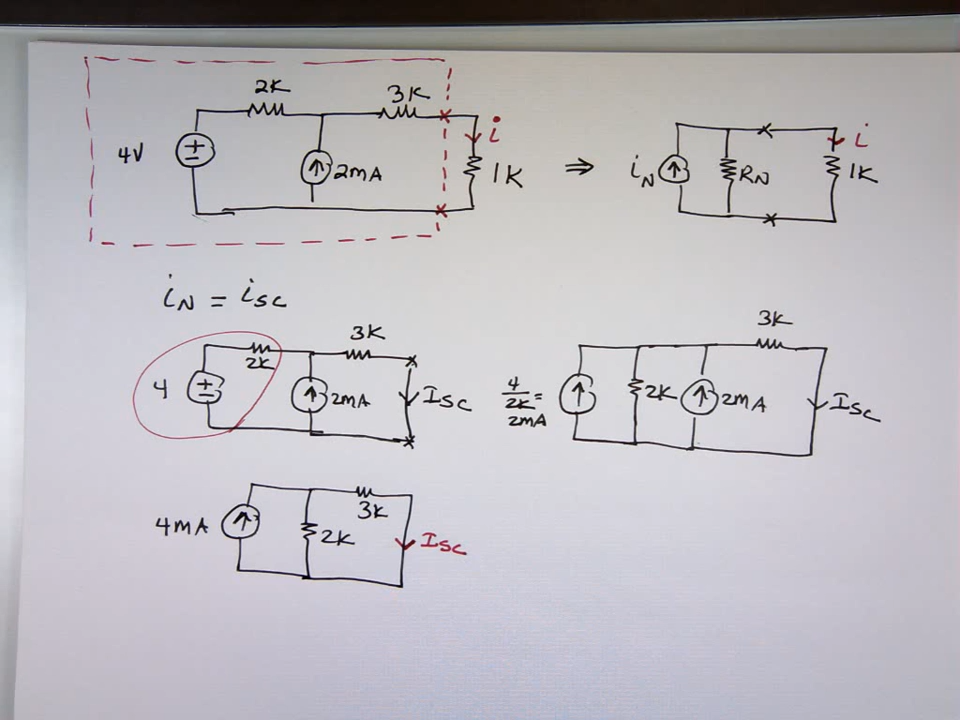 2K
3K
4V
2mA
i
1K
⇒
iN
RN
i
1K
iN = iSC
3K
2K
4
2mA
ISC
3K
4/2K =
2mA
2K
2mA
ISC
4mA
3K
2K
ISC